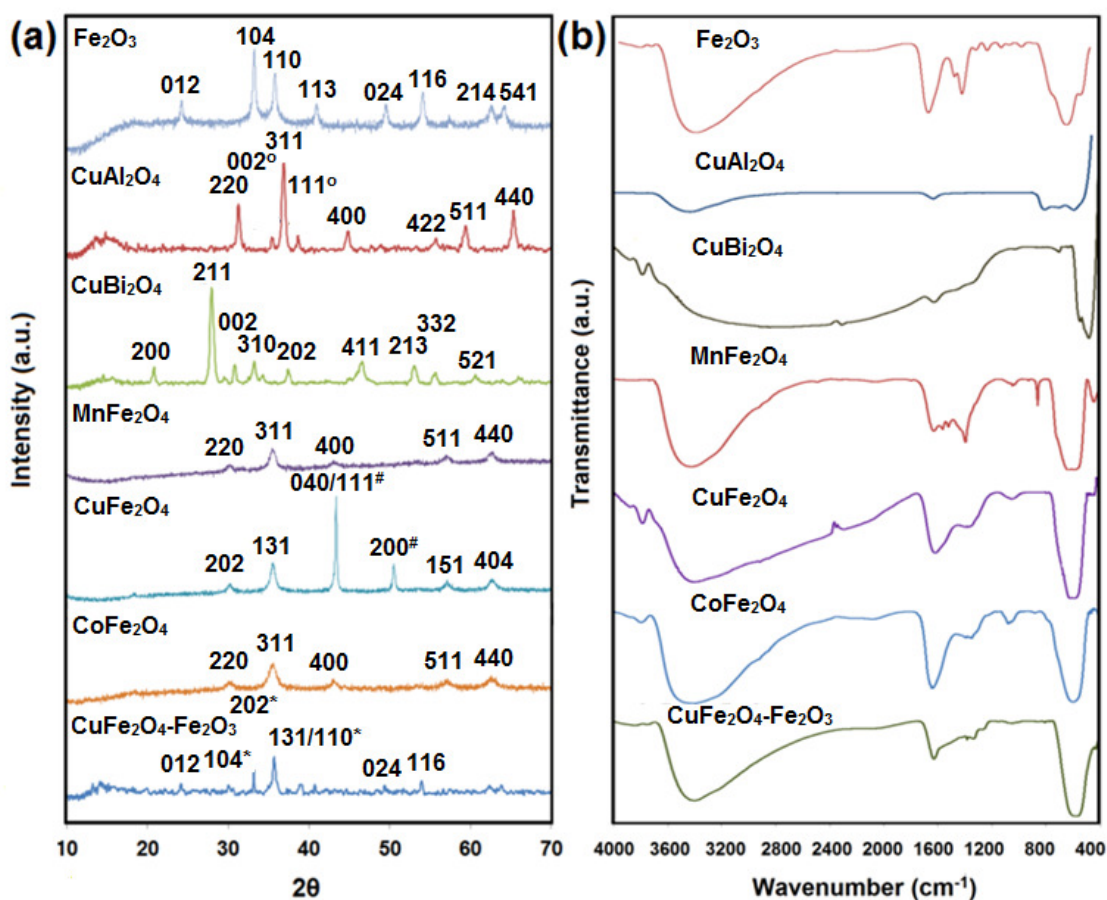 (a)
Fe₂O₃
104
110
012
113
024
116
214 541
CuAl₂O₄
311
002ᵒ
220
111ᵒ
400
422
511
440
CuBi₂O₄
211
200
002
310
202
411
213
332
521
MnFe₂O₄
220
311
400
511
440
CuFe₂O₄
040/111#
202
131
200#
151
404
CoFe₂O₄
220
311
400
511
440
CuFe₂O₄-Fe₂O₃
202*
012
104*
131/110*
024
116
Intensity (a.u.)
10 20 30 40 50 60 70
2θ
(b)
Fe₂O₃
CuAl₂O₄
CuBi₂O₄
MnFe₂O₄
CuFe₂O₄
CoFe₂O₄
CuFe₂O₄-Fe₂O₃
Transmittance (a.u.)
4000 3600 3200 2800 2400 2000 1600 1200 800 400
Wavenumber (cm⁻¹)